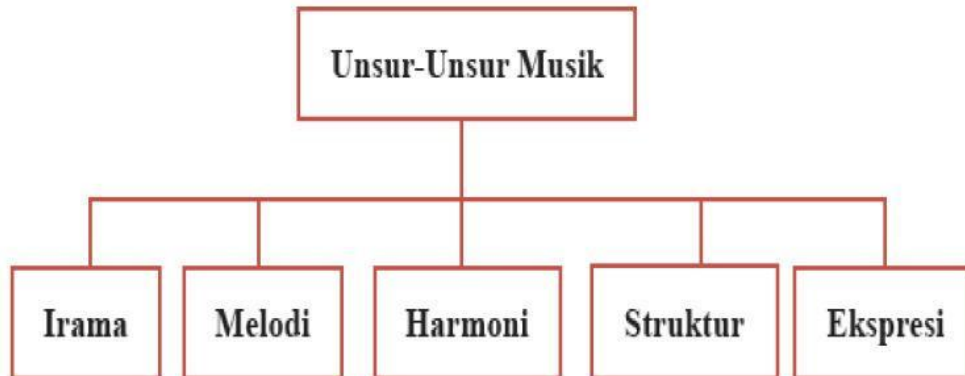 Unsur-Unsur Musik
Irama
Melodi
Harmoni
Struktur
Ekspresi